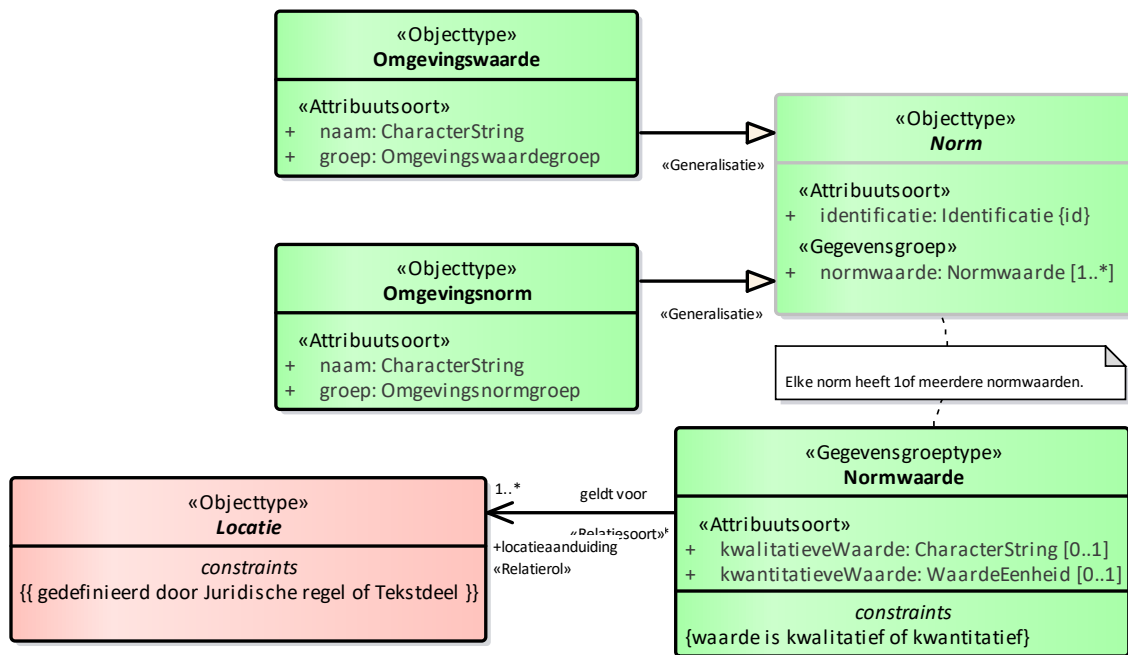 «Objecttype»
Omgevingswaarde
«Attribuutsoort»
+ naam: CharacterString
+ groep: Omgevingswaardegroep
«Generalisatie»
«Objecttype»
Norm
«Attribuutsoort»
+ identificatie: Identificatie {id}
«Gegevensgroep»
+ normwaarde: Normwaarde [1..*]
«Objecttype»
Omgevingsnorm
«Attribuutsoort»
+ naam: CharacterString
+ groep: Omgevingsnormgroep
«Generalisatie»
Elke norm heeft 1of meerdere normwaarden.
«Gegevensgroeptype»
Normwaarde
«Attribuutsoort»
+ kwalitatieveWaarde: CharacterString [0..1]
+ kwantitatieveWaarde: WaardeEenheid [0..1]
constraints
{waarde is kwalitatief of kwantitatief}
1..*
geldt voor
«Relatiesoort»*
+locatieaanduiding
«Relatierol»
«Objecttype»
Locatie
constraints
{{ gedefinieerd door Juridische regel of Tekstdeel }}